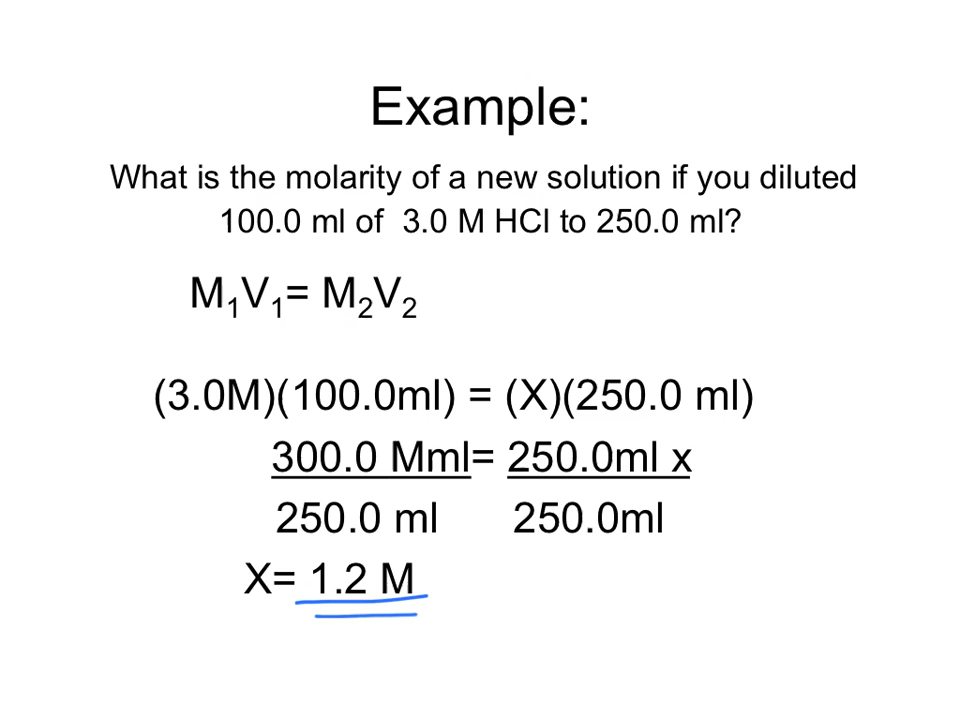 Example:
What is the molarity of a new solution if you diluted
100.0 ml of  3.0 M HCl to 250.0 ml?
M₁V₁= M₂V₂
(3.0M)(100.0ml) = (X)(250.0 ml)
300.0 Mml= 250.0ml x
250.0 ml 250.0ml
X= 1.2 M